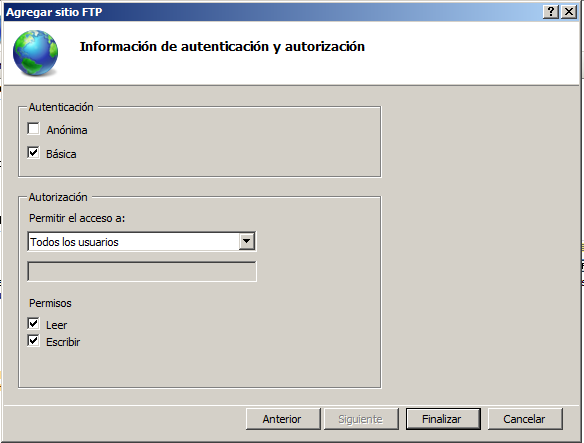 Agregar sitio FTP
Información de autenticación y autorización
Autenticación
Anónima
Básica
Autorización
Permitir el acceso a:
Todos los usuarios
Permisos
Leer
Escribir
Anterior Siguiente Finalizar Cancelar